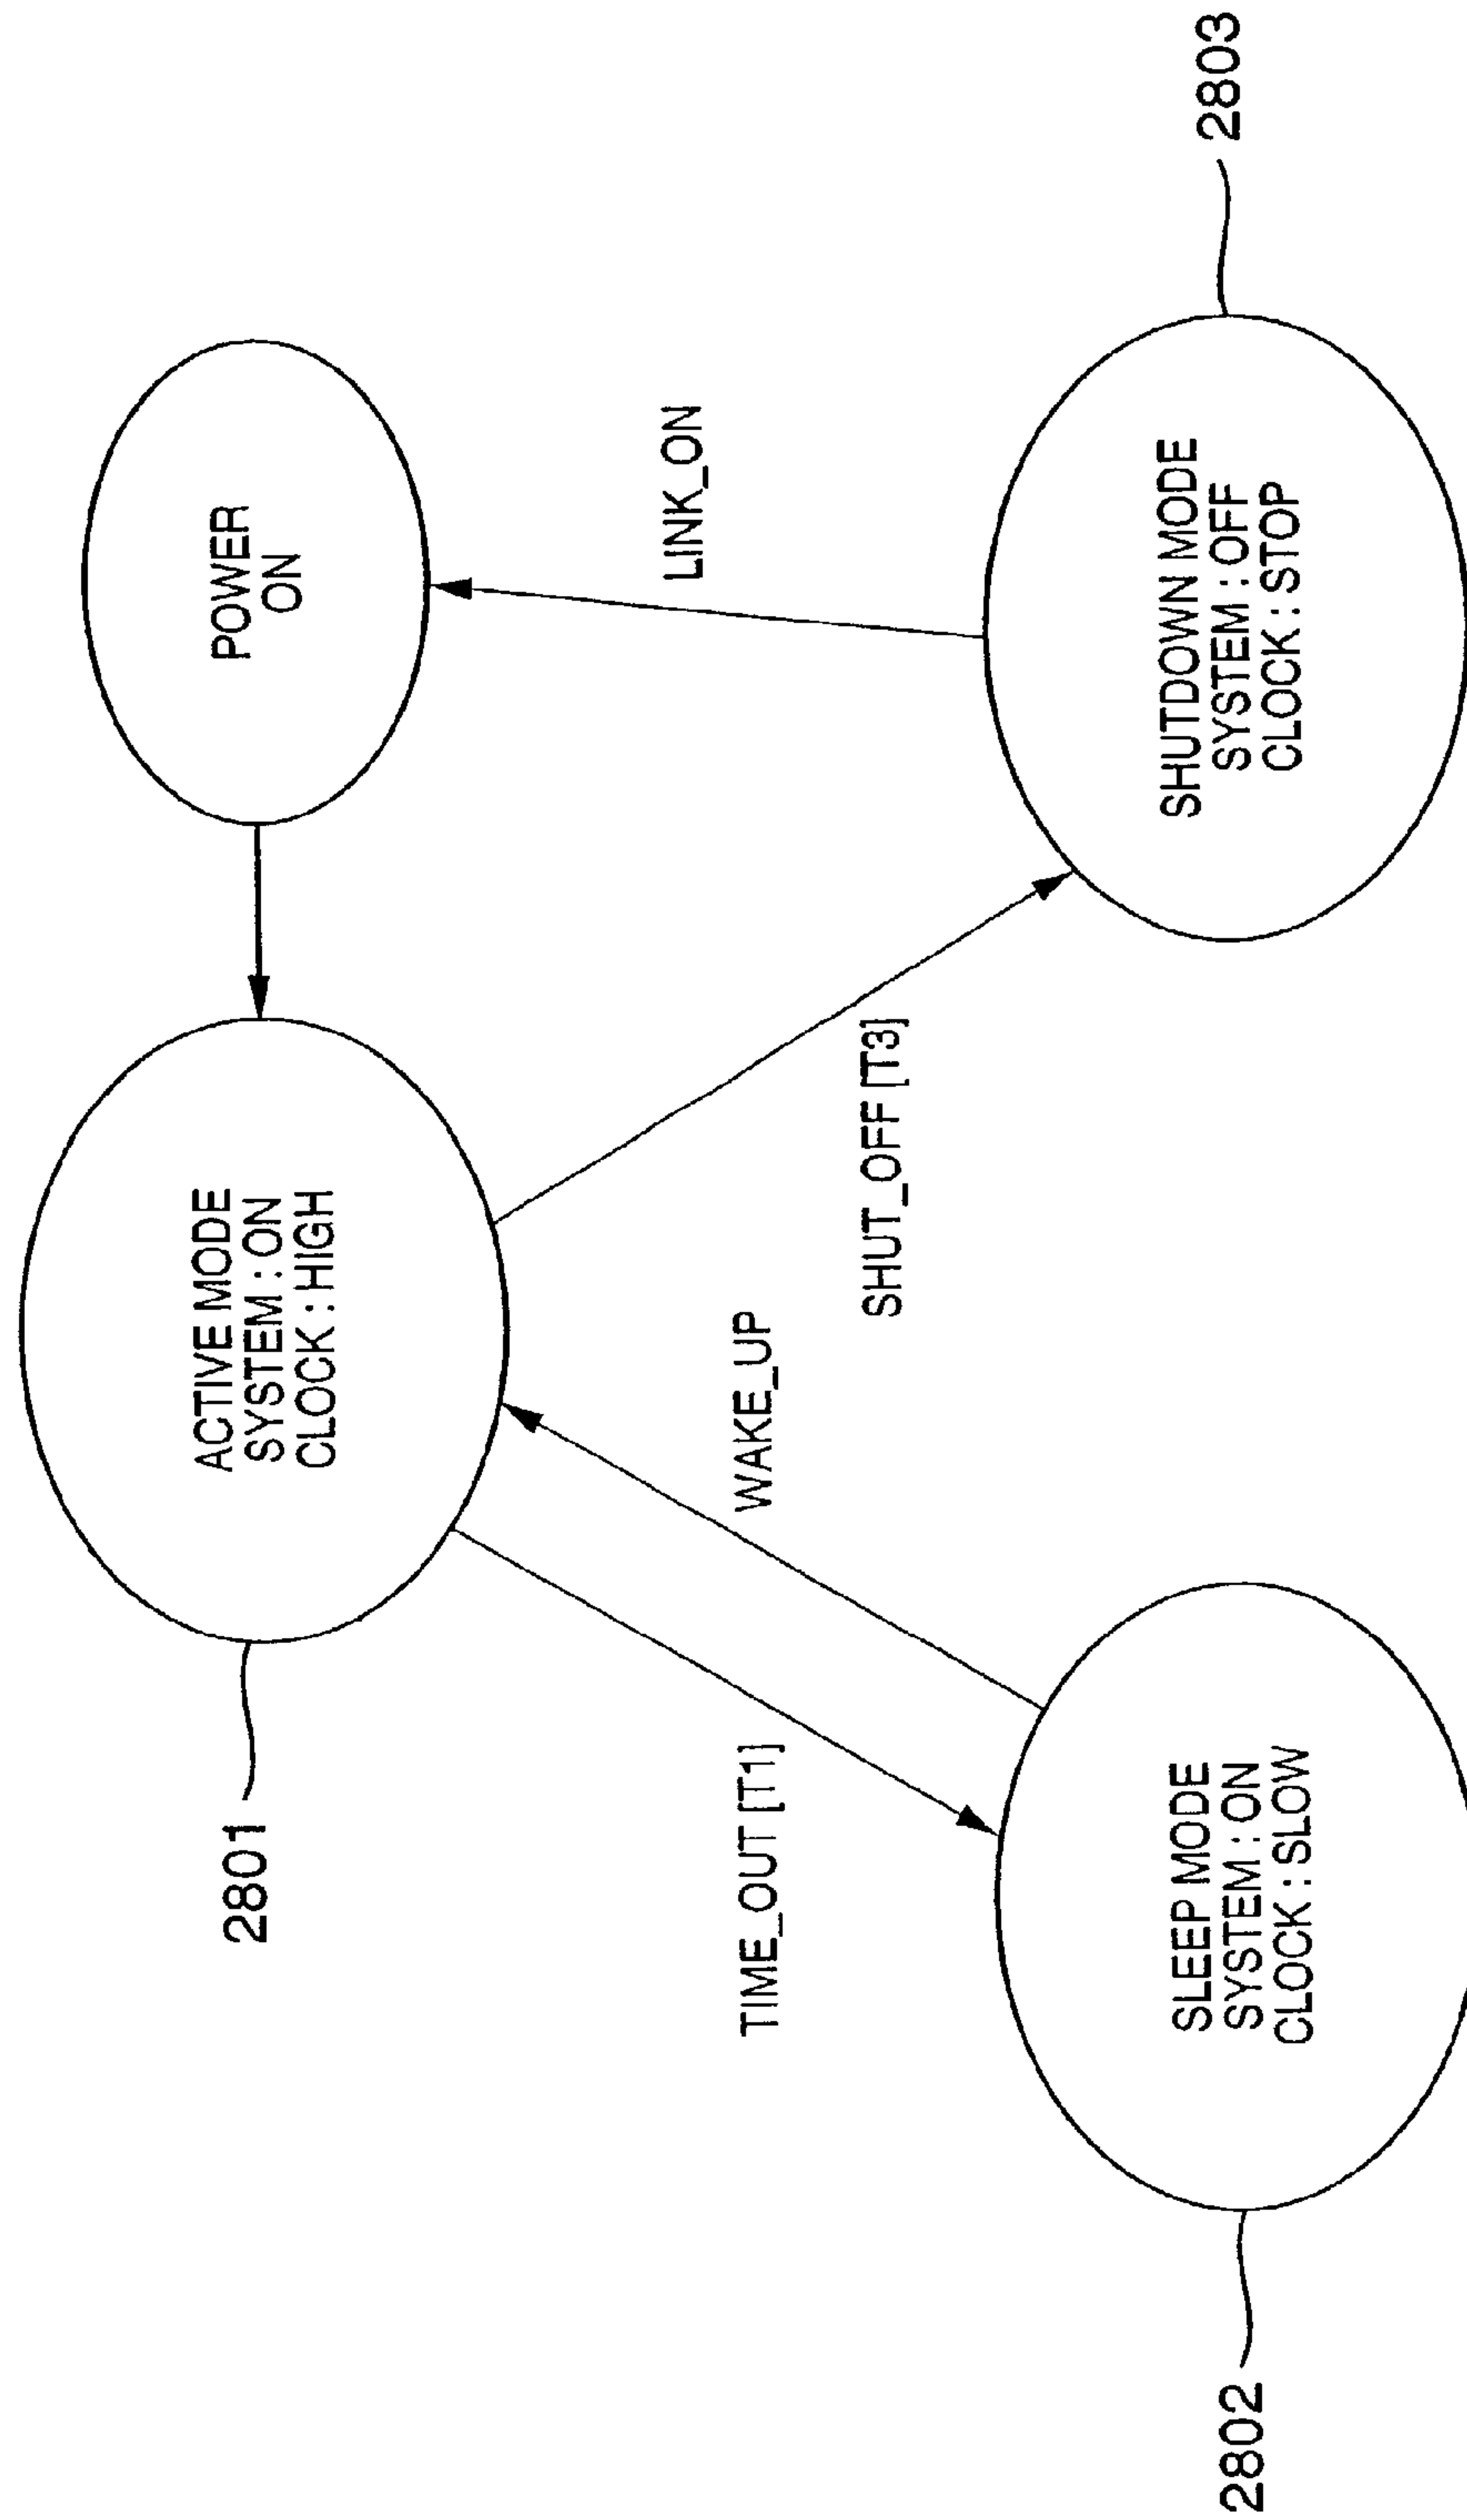 2801
ACTIVE MODE
SYSTEM : ON
CLOCK : HIGH
POWER
ON
TIME_OUT [T1]
WAKE_UP
SHUT_OFF [T3]
LINK_ON
2802
SLEEP MODE
SYSTEM : ON
CLOCK : SLOW
SHUTDOWN MODE
SYSTEM : OFF
CLOCK : STOP
2803